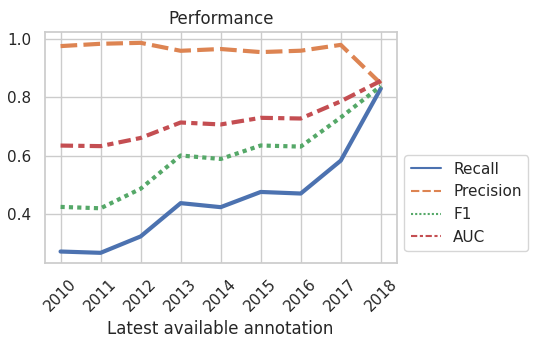 Performance
1.0
0.8
0.6
0.4
2010
2011
2012
2013
2014
2015
2016
2017
2018
Latest available annotation
Recall
Precision
F1
AUC